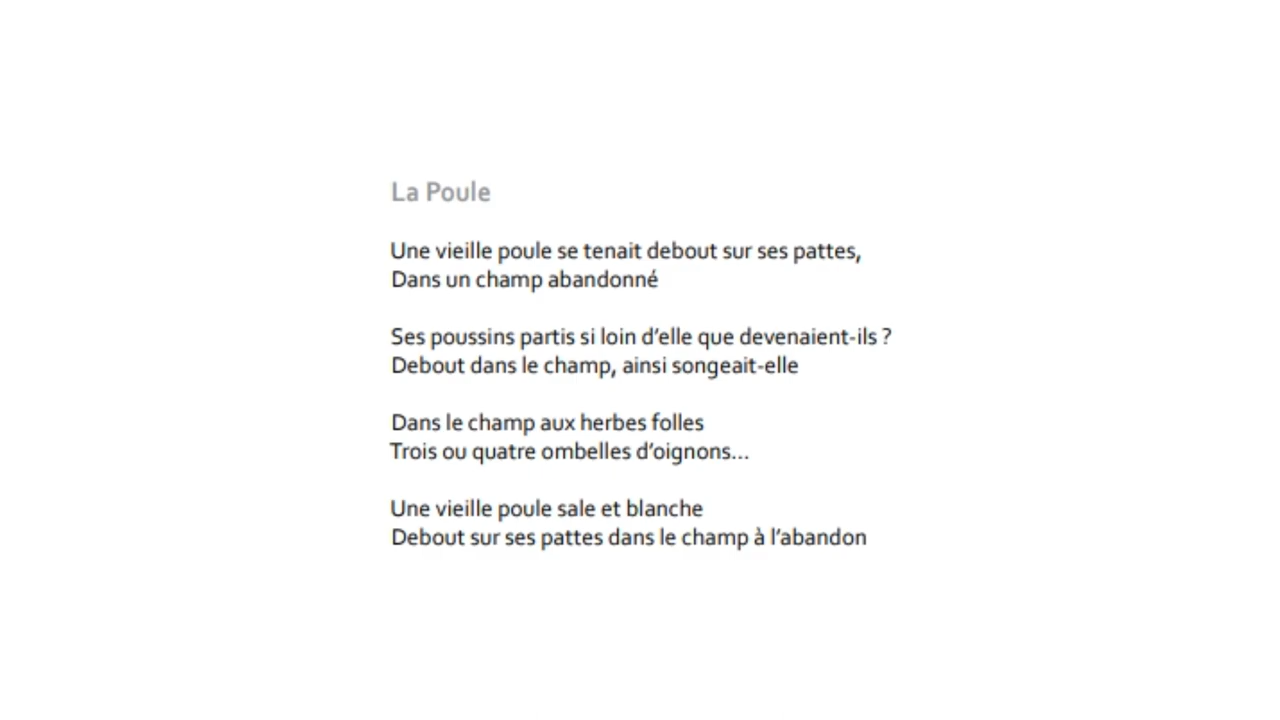 La Poule
Une vieille poule se tenait debout sur ses pattes,
Dans un champ abandonné
Ses poussins partis si loin d’elle que devenaient-ils ?
Debout dans le champ, ainsi songeait-elle
Dans le champ aux herbes folles
Trois ou quatre ombelles d’oignons...
Une vieille poule sale et blanche
Debout sur ses pattes dans le champ à l’abandon